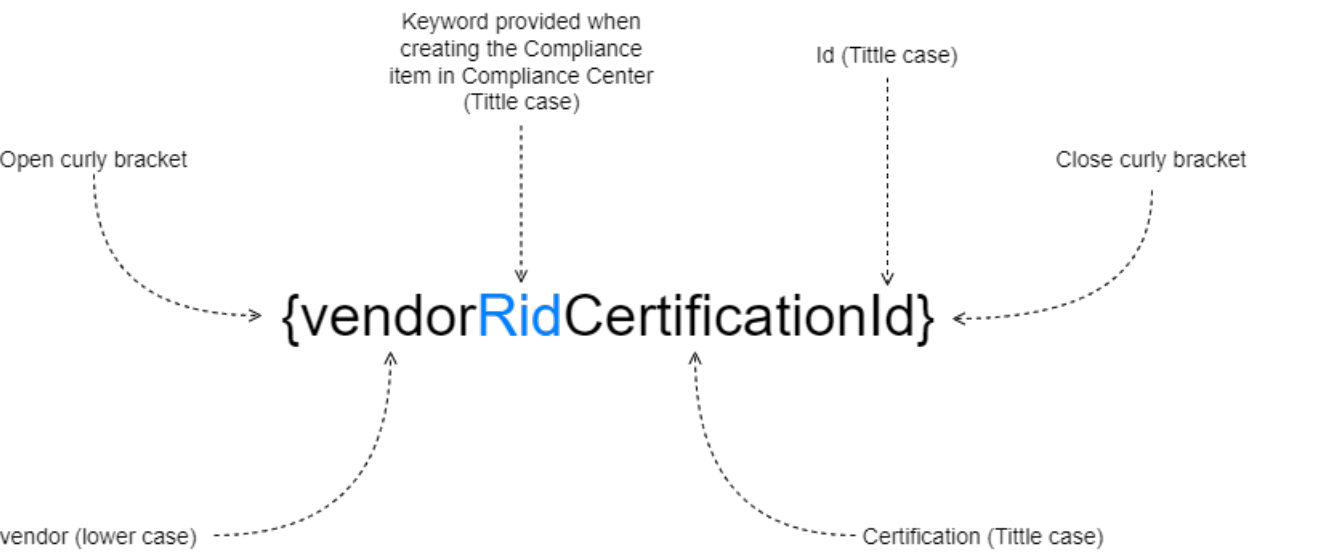 Keyword provided when
creating the Compliance
item in Compliance Center
(Tittle case)
Id (Tittle case)
Open curly bracket
Close curly bracket
{vendorRidCertificationId}
vendor (lower case)
Certification (Tittle case)